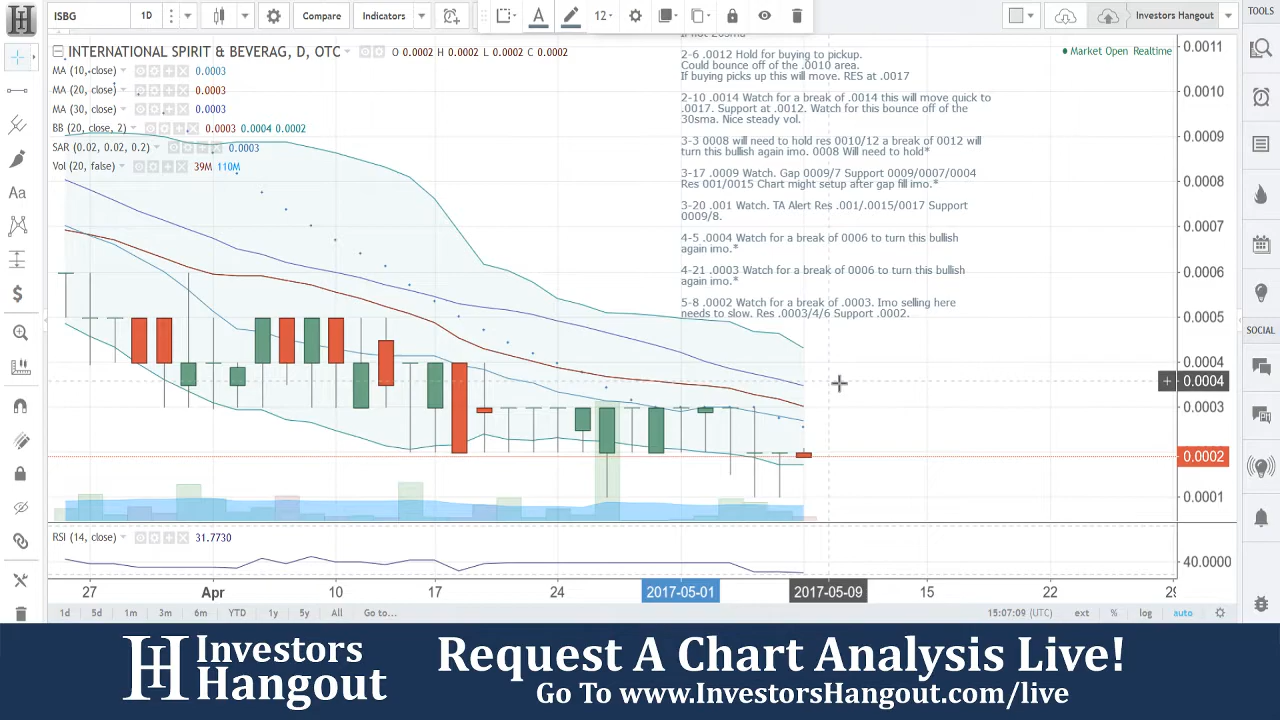 ISBG 1D Compare Indicators 12 Investors Hangout TOOLS
INTERNATIONAL SPIRIT & BEVERAG, D, OTC O 0.0002 H 0.0002 L 0.0002 C 0.0002
Market Open Realtime
MA (10, close) 0.0003
MA (20, close) 0.0003
MA (30, close) 0.0003
BB (20, close, 2) 0.0003 0.0004 0.0002
SAR (0.02, 0.02, 0.2) 0.0003
Vol (20, false) 39M 110M
If not 20sma
2-6 .0012 Hold for buying to pickup.
Could bounce off of the .0010 area.
If buying picks up this will move. RES at .0017
2-10 .0014 Watch for a break of .0014 this will move quick to
.0017. Support at .0012. Watch for this bounce off of the
30sma. Nice steady vol.
3-3 0008 will need to hold res 0010/12 a break of 0012 will
turn this bullish again imo. 0008 Will need to hold*
3-17 .0009 Watch. Gap 0009/7 Support 0009/0007/0004
Res 001/0015 Chart might setup after gap fill imo.*
3-20 .001 Watch. TA Alert Res .001/.0015/0017 Support
0009/8.
4-5 .0004 Watch for a break of 0006 to turn this bullish
again imo.*
4-21 .0003 Watch for a break of 0006 to turn this bullish
again imo.*
5-8 .0002 Watch for a break of .0003. Imo selling here
needs to slow. Res .0003/4/6 Support .0002.
0.0011
0.0010
0.0009
0.0008
0.0007
0.0006
0.0005
0.0004
0.0004
0.0003
0.0002
0.0001
SOCIAL
RSI (14, close) 31.7730
40.0000
27 Apr 10 17 24 2017-05-01 2017-05-09 15 22 29
1d 5d 1m 3m 6m YTD 1y 5y All Go to... 15:07:09 (UTC) ext % log auto
Investors
Hangout
Request A Chart Analysis Live!
Go To www.InvestorsHangout.com/live